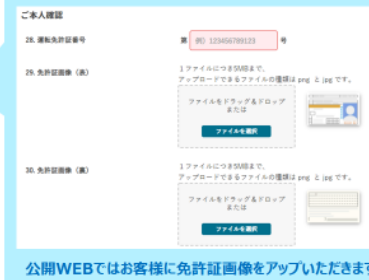 ご本人確認
28. 運転免許証番号
第 例）123456789123 号
29. 免許証画像（表）
1ファイルにつき5MBまで、
アップロードできるファイルの種類は png と jpg です。
ファイルをドラッグ&ドロップ
または
ファイルを選択
30. 免許証画像（裏）
1ファイルにつき5MBまで、
アップロードできるファイルの種類は png と jpg です。
ファイルをドラッグ&ドロップ
または
ファイルを選択
公開WEBではお客様に免許証画像をアップいただきます